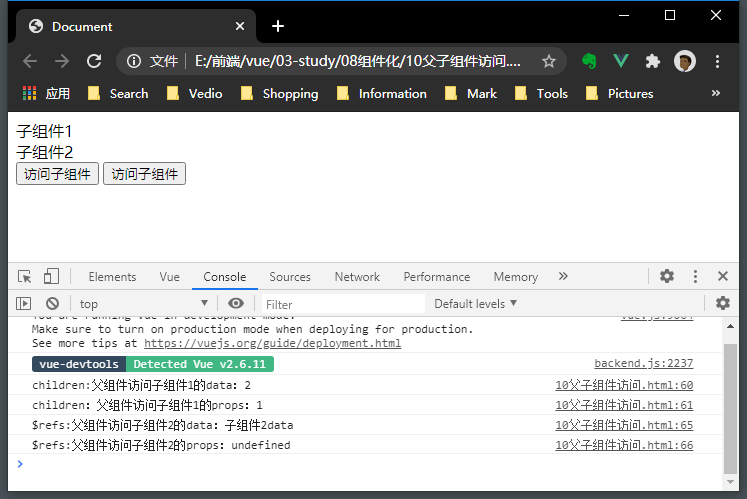 Document
文件 E:/前端/vue/03-study/08组件化/10父子组件访问....
应用 Search Vedio Shopping Information Mark Tools Pictures »
子组件1
子组件2
访问子组件 访问子组件
Elements Vue Console Sources Network Performance Memory »
top Filter Default levels
You are running Vue in development mode. vue.js:9064
Make sure to turn on production mode when deploying for production.
See more tips at https://vuejs.org/guide/deployment.html
vue-devtools Detected Vue v2.6.11 backend.js:2237
children:父组件访问子组件1的data: 2 10父子组件访问.html:60
children: 父组件访问子组件1的props: 1 10父子组件访问.html:61
$refs:父组件访问子组件2的data: 子组件2data 10父子组件访问.html:65
$refs:父组件访问子组件2的props: undefined 10父子组件访问.html:66